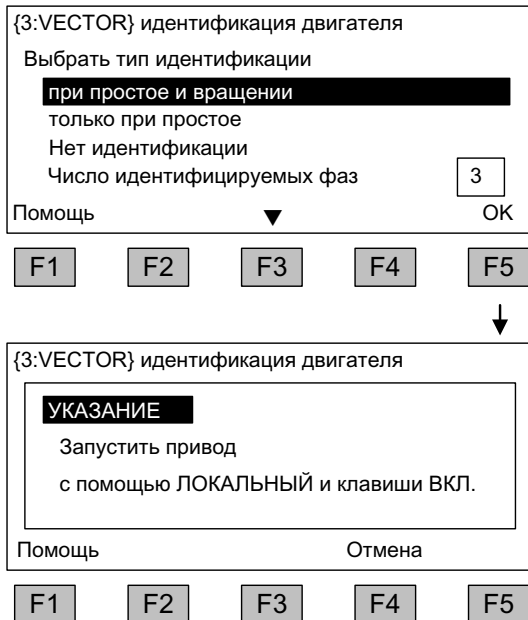 {3:VECTOR} идентификация двигателя
Выбрать тип идентификации
при простое и вращении
только при простое
Нет идентификации
Число идентифицируемых фаз 3
Помощь OK
F1 F2 F3 F4 F5
{3:VECTOR} идентификация двигателя
УКАЗАНИЕ
Запустить привод
с помощью ЛОКАЛЬНЫЙ и клавиши ВКЛ.
Помощь Отмена
F1 F2 F3 F4 F5